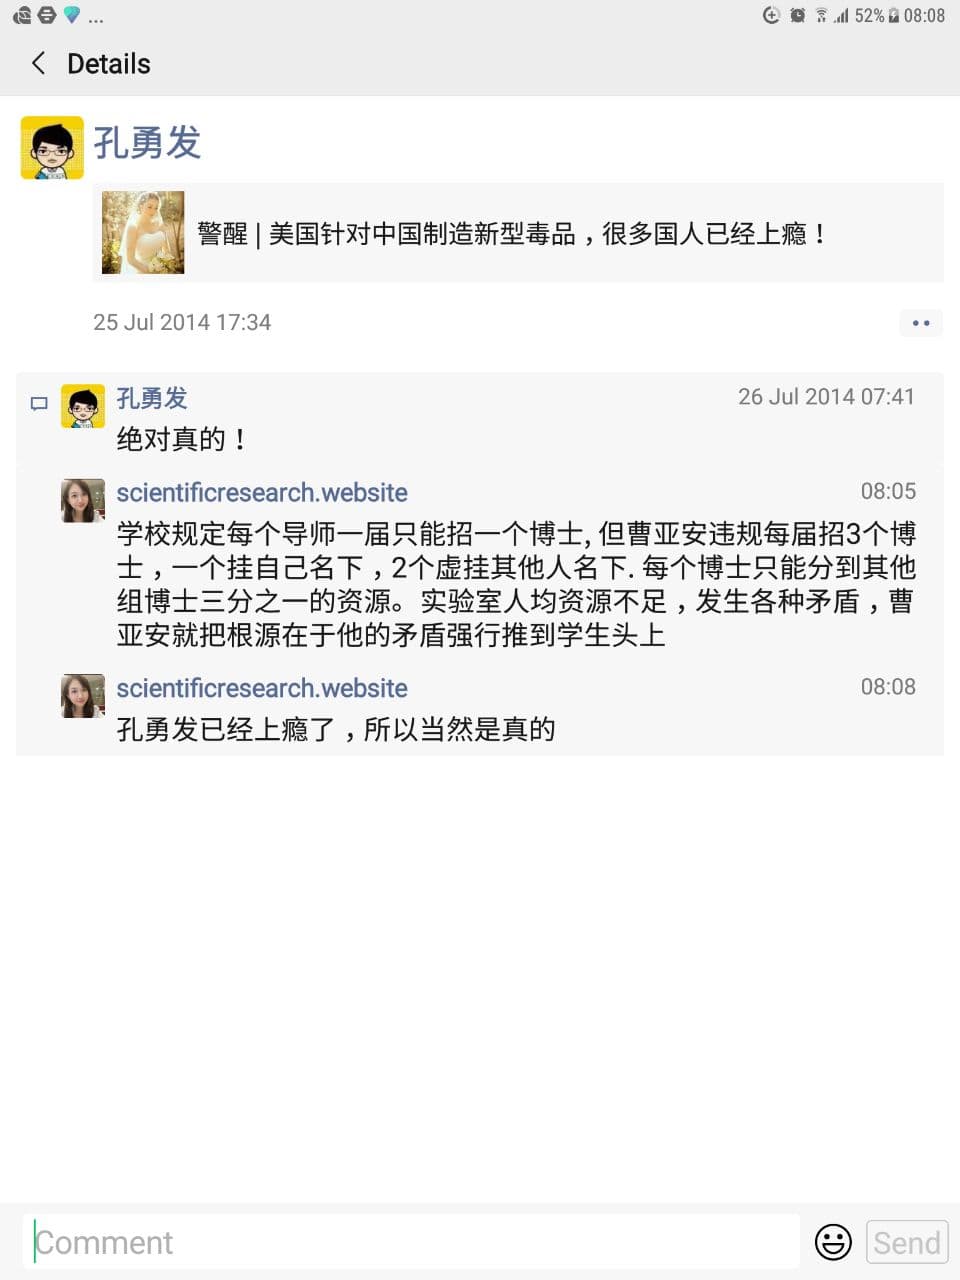 52% 08:08
Details
孔勇发
警醒 | 美国针对中国制造新型毒品，很多国人已经上瘾！
25 Jul 2014 17:34
孔勇发
26 Jul 2014 07:41
绝对真的！
scientificresearch.website
08:05
学校规定每个导师一届只能招一个博士, 但曹亚安违规每届招3个博
士，一个挂自己名下，2个虚挂其他人名下. 每个博士只能分到其他
组博士三分之一的资源。实验室人均资源不足，发生各种矛盾，曹
亚安就把根源在于他的矛盾强行推到学生头上
scientificresearch.website
08:08
孔勇发已经上瘾了，所以当然是真的
Comment
Send